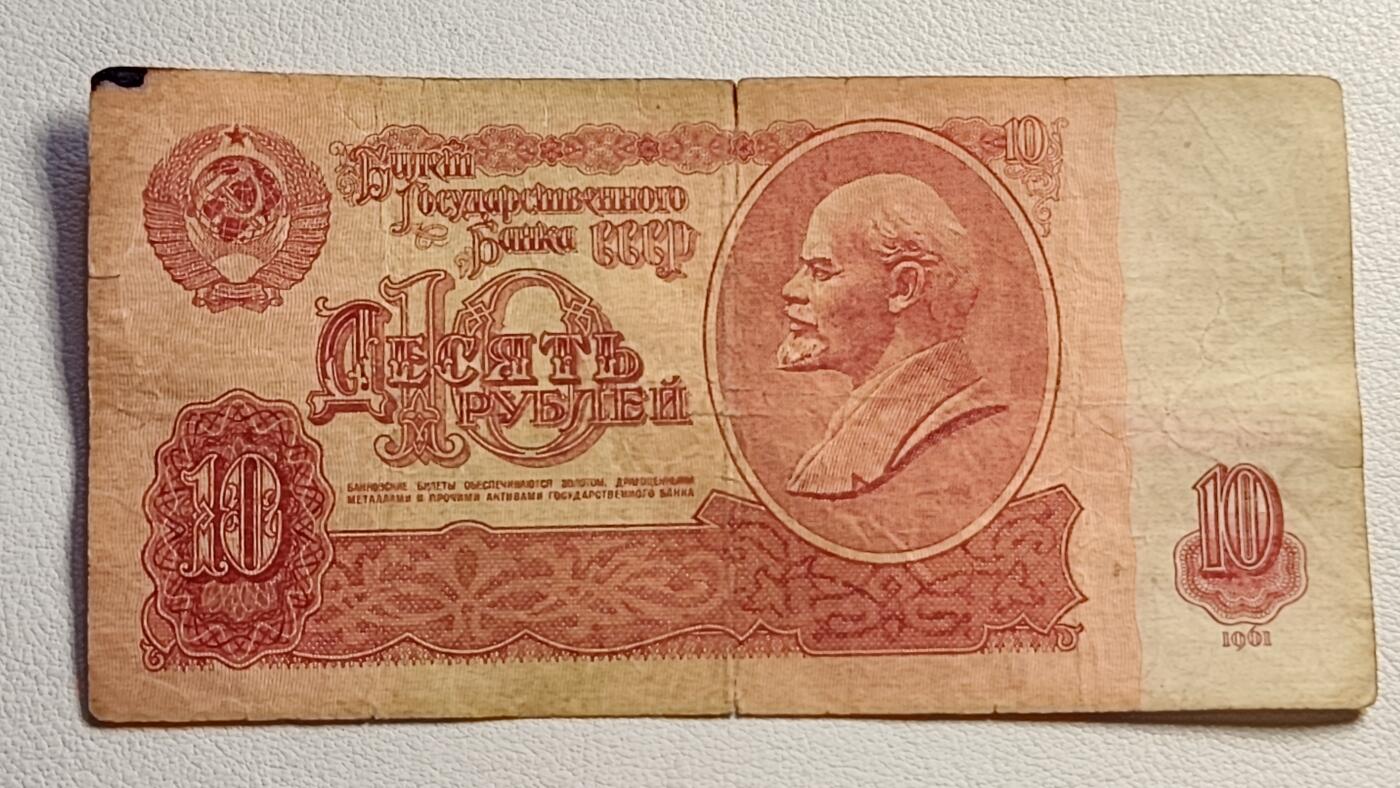 Билет
Государственного
Банка СССР
10
10
Десять
рублей
БАНКОВСКИЕ БИЛЕТЫ ОБЕСПЕЧИВАЮТСЯ ЗОЛОТОМ, ДРАГОЦЕННЫМИ
МЕТАЛЛАМИ И ПРОЧИМИ АКТИВАМИ ГОСУДАРСТВЕННОГО БАНКА
10
10
1961